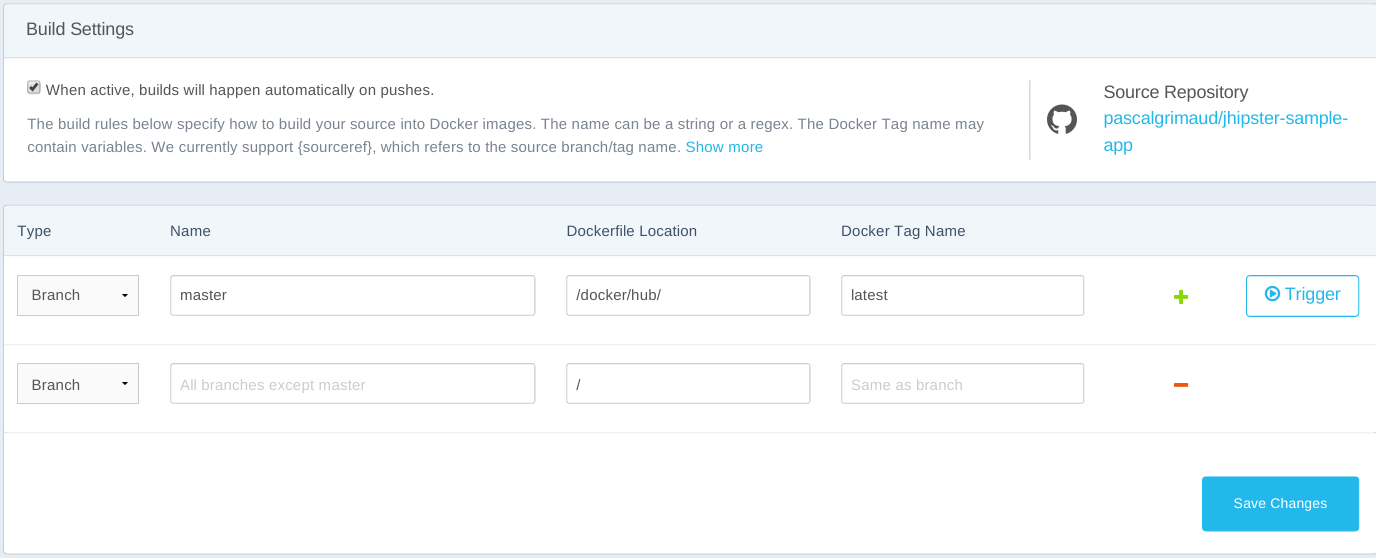 Build Settings
When active, builds will happen automatically on pushes.
The build rules below specify how to build your source into Docker images. The name can be a string or a regex. The Docker Tag name may
contain variables. We currently support {sourceref}, which refers to the source branch/tag name. Show more
Source Repository
pascalgrimaud/jhipster-sample-
app
Type Name Dockerfile Location Docker Tag Name
Branch master /docker/hub/ latest Trigger
Branch All branches except master / Same as branch
Save Changes